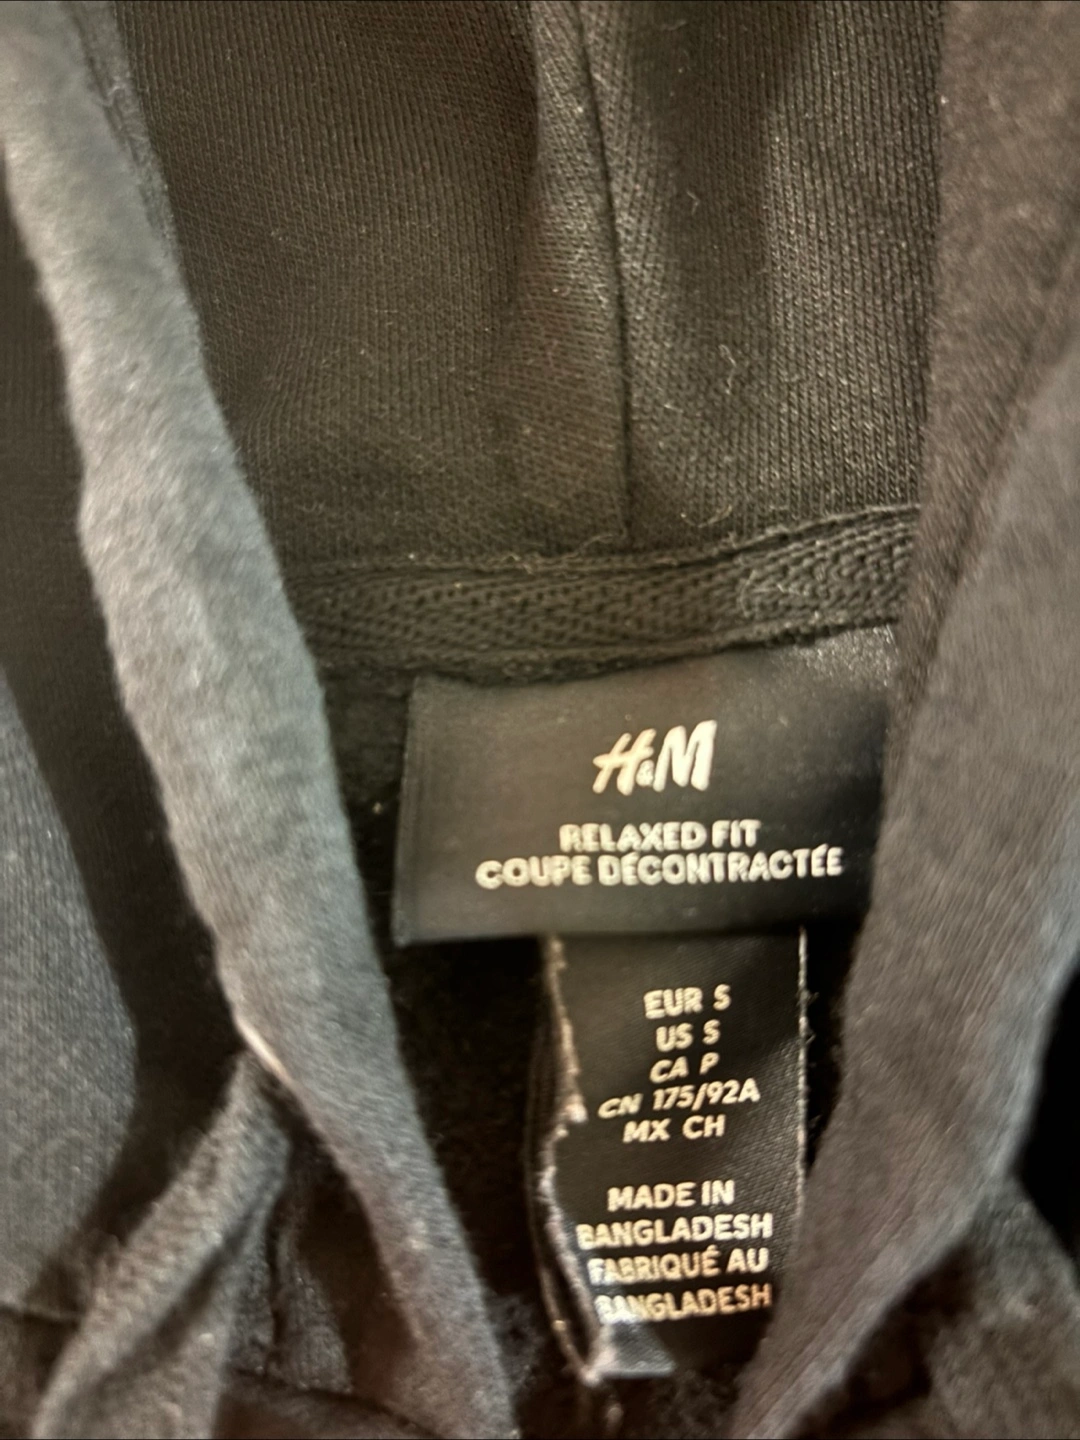 H&M
RELAXED FIT
COUPE DÉCONTRACTÉE
EUR S
US S
CA P
CN 175/92A
MX CH
MADE IN
BANGLADESH
FABRIQUÉ AU
BANGLADESH